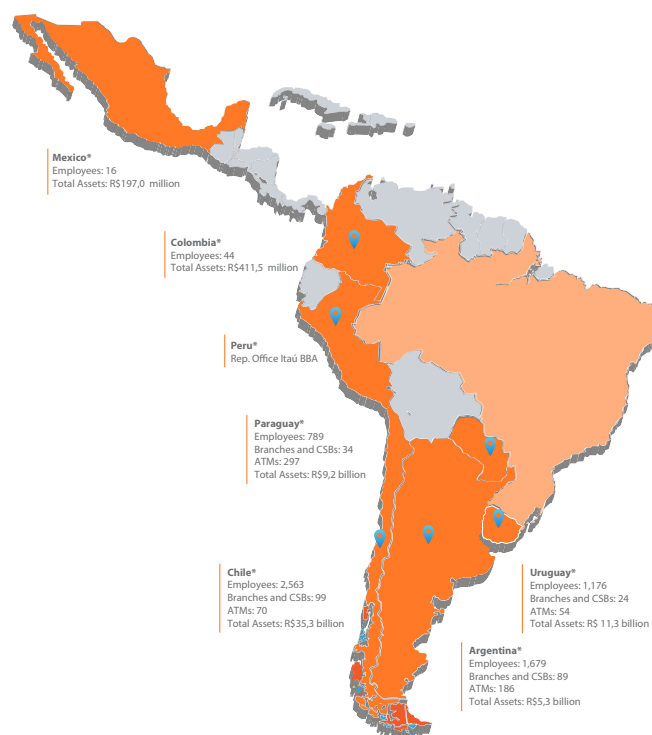 Mexico*
Employees: 16
Total Assets: R$197,0 million
Colombia*
Employees: 44
Total Assets: R$411,5 million
Peru*
Rep. Office Itaú BBA
Paraguay*
Employees: 789
Branches and CSBs: 34
ATMs: 297
Total Assets: R$9,2 billion
Chile*
Employees: 2,563
Branches and CSBs: 99
ATMs: 70
Total Assets: R$35,3 billion
Uruguay*
Employees: 1,176
Branches and CSBs: 24
ATMs: 54
Total Assets: R$ 11,3 billion
Argentina*
Employees: 1,679
Branches and CSBs: 89
ATMs: 186
Total Assets: R$5,3 billion